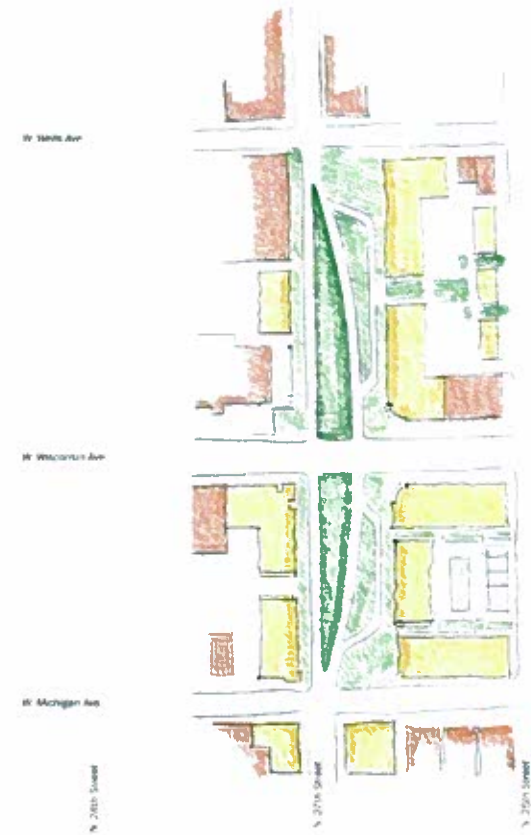 W. Wells Ave
W. Wisconsin Ave
W. Michigan Ave
N. 28th Street
N. 27th Street
N. 26th Street